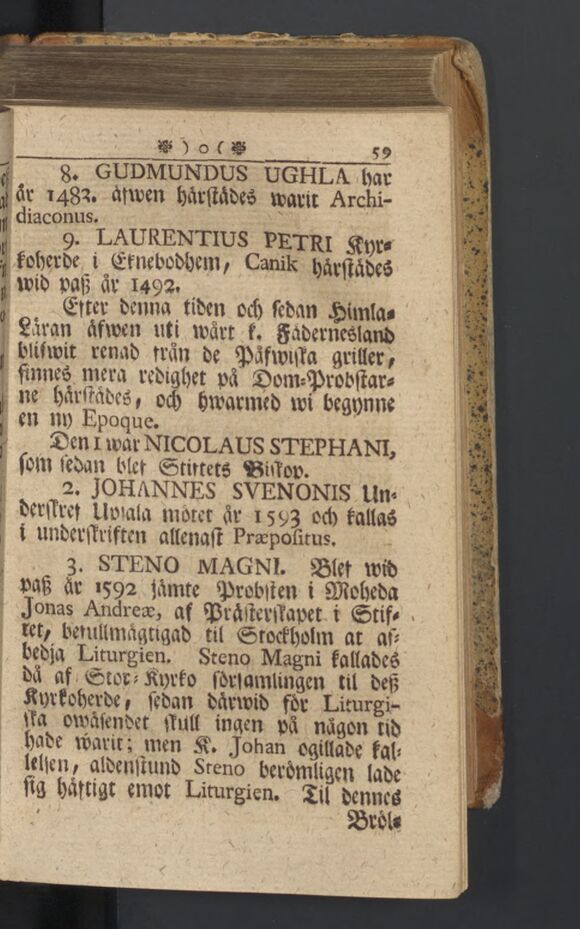 ) o ( 59
8. GUDMUNDUS UGHLA har
år 1483. äfwen härstädes warit Archi-
diaconus.
9. LAURENTIUS PETRI Kyr-
koherde i Eknebodhem, Canik härstädes
wid paß år 1492.
Efter denna tiden och sedan Himla-
Läran äfwen uti wårt k. Fädernesland
blifwit renad från de Påfwiska griller,
finnes mera redighet på Dom-Probstar-
ne härstädes, och hwarmed wi begynne
en ny Epoque.
Den 1 war NICOLAUS STEPHANI,
som sedan blef Stiftets Biskop.
2. JOHANNES SVENONIS Un-
derskref Upsala mötet år 1593 och kallas
i underskriften allenast Præpositus.
3. STENO MAGNI. Blef wid
paß år 1592 jämte Probsten i Moheda
Jonas Andreæ, af Prästerskapet i Stif-
tet, befullmägtigad til Stockholm at af-
bedja Liturgien. Steno Magni kallades
då af Stor-Kyrko församlingen til deß
Kyrkoherde, sedan därwid för Liturgi-
ska owäsendet skull ingen på någon tid
hade warit; men K. Johan ogillade kal-
lelsen, aldenstund Steno berömligen lade
sig häftigt emot Liturgien. Til dennes
Bröl-